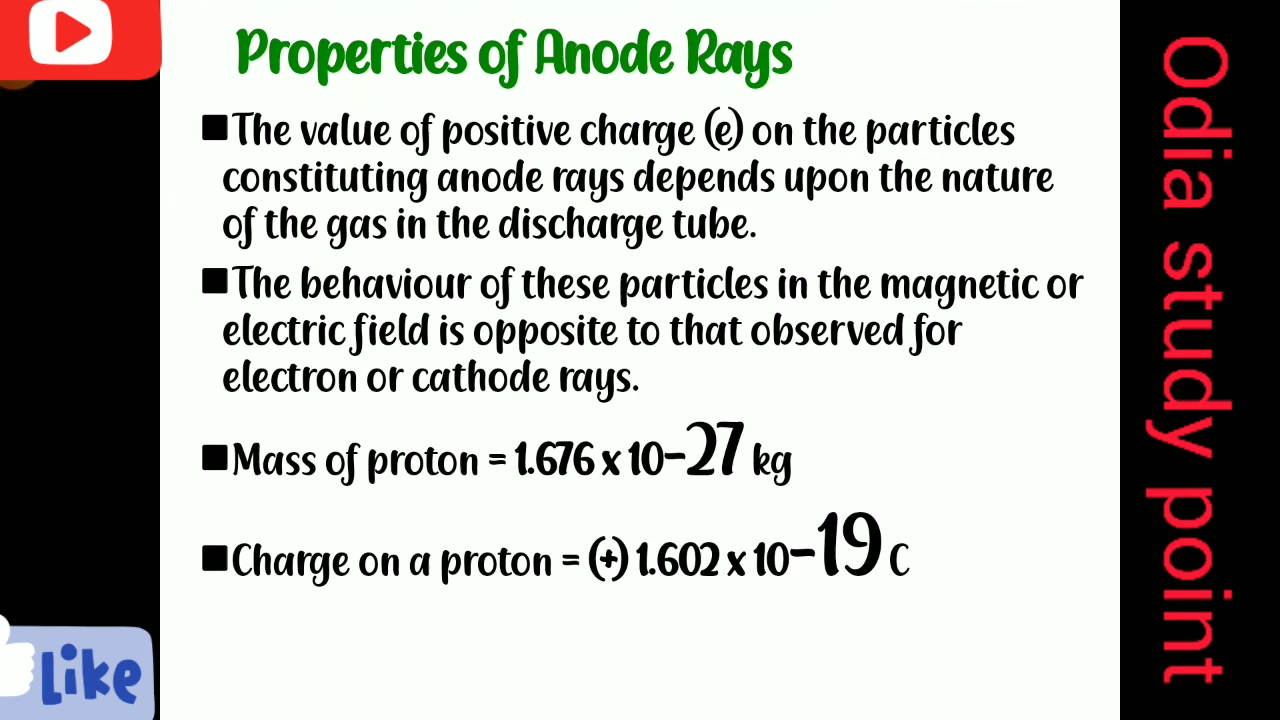 Properties of Anode Rays
■The value of positive charge (e) on the particles
constituting anode rays depends upon the nature
of the gas in the discharge tube.
■The behaviour of these particles in the magnetic or
electric field is opposite to that observed for
electron or cathode rays.
■Mass of proton = 1.676 x 10-27 kg
■Charge on a proton = (+) 1.602 x 10-19 C
Like
Odia study point